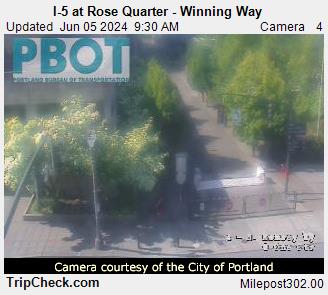 I-5 at Rose Quarter - Winning Way
Updated Jun 05 2024 9:30 AM Camera 4
PBOT
PORTLAND BUREAU OF TRANSPORTATION
Camera courtesy of the City of Portland
TripCheck.com Milepost302.00